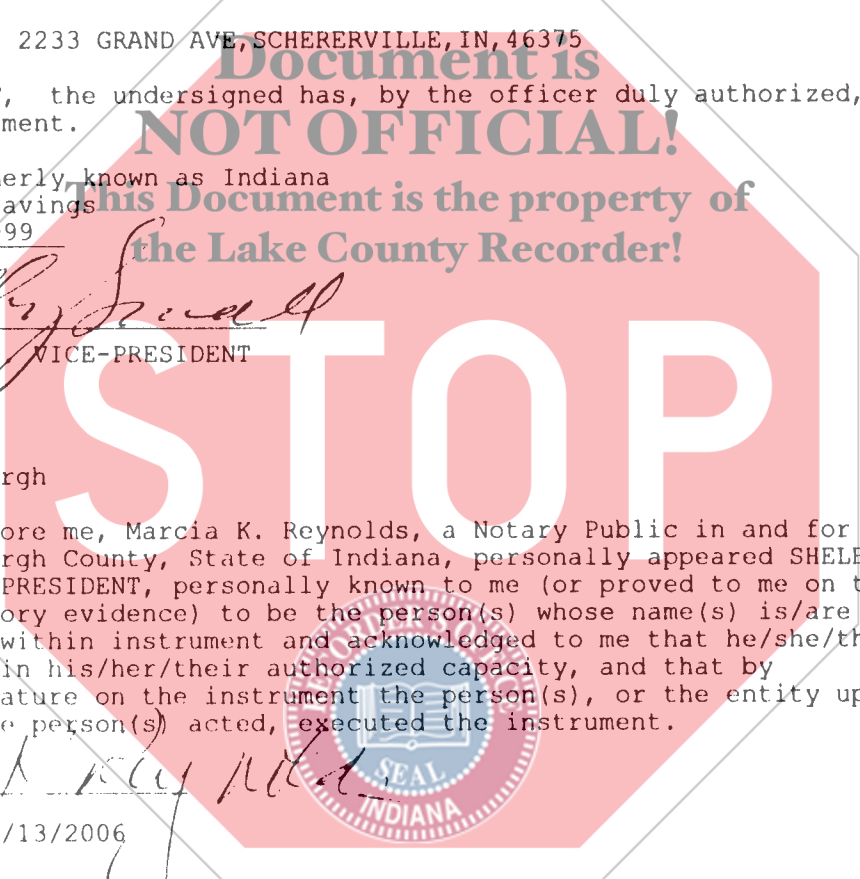 2233 GRAND AVE,SCHERERVILLE,IN,46375
Document is
the undersigned has, by the officer duly authorized,
ment.
NOT OFFICIAL!
erly known as Indiana
This Document is the property of
avings
99
the Lake County Recorder!
VICE-PRESIDENT
STOP
rgh
ore me, Marcia K. Reynolds, a Notary Public in and for
rgh County, State of Indiana, personally appeared SHELB
PRESIDENT, personally known to me (or proved to me on t
ory evidence) to be the person(s) whose name(s) is/are
within instrument and acknowledged to me that he/she/th
in his/her/their authorized capacity, and that by
ature on the instrument the person(s), or the entity up
e person(s) acted, executed the instrument.
RECORDER'S OFFICE
SEAL
INDIANA
/13/2006